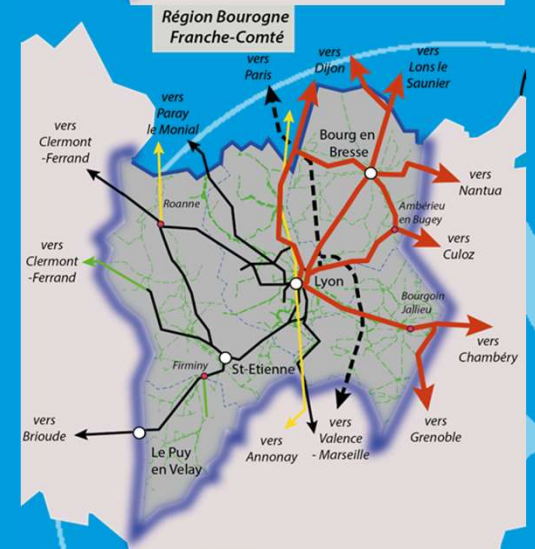 Région Bourogne
Franche-Comté
vers
Paris
vers
Dijon
vers
Lons le
Saunier
vers
Paray
le Monial
vers
Clermont
-Ferrand
Bourg en
Bresse
vers
Nantua
Roanne
Ambérieu
en Bugey
vers
Culoz
vers
Clermont
-Ferrand
Lyon
Bourgoin
Jallieu
vers
Chambéry
Firminy
St-Etienne
vers
Brioude
Le Puy
en Velay
vers
Annonay
vers
Valence
- Marseille
vers
Grenoble